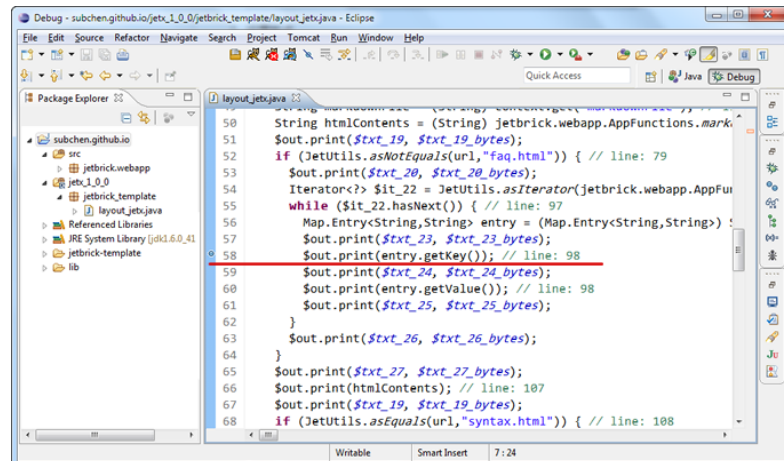 Debug - subchen.github.io/jetx_1_0_0/jetbrick_template/layout_jetx.java - Eclipse
File Edit Source Refactor Navigate Search Project Tomcat Run Window Help
Quick Access
Java Debug
Package Explorer
subchen.github.io
src
jetbrick.webapp
jetx_1_0_0
jetbrick_template
layout_jetx.java
Referenced Libraries
JRE System Library [jdk1.6.0_41
jetbrick-template
lib
layout_jetx.java
50 String htmlContents = (String) jetbrick.webapp.AppFunctions.mark
51 $out.print($txt_19, $txt_19_bytes);
52 if (JetUtils.asNotEquals(url,"faq.html")) { // line: 79
53 $out.print($txt_20, $txt_20_bytes);
54 Iterator<?> $it_22 = JetUtils.asIterator(jetbrick.webapp.AppFu
55 while ($it_22.hasNext()) { // line: 97
56 Map.Entry<String,String> entry = (Map.Entry<String,String>)
57 $out.print($txt_23, $txt_23_bytes);
58 $out.print(entry.getKey()); // line: 98
59 $out.print($txt_24, $txt_24_bytes);
60 $out.print(entry.getValue()); // line: 98
61 $out.print($txt_25, $txt_25_bytes);
62 }
63 $out.print($txt_26, $txt_26_bytes);
64 }
65 $out.print($txt_27, $txt_27_bytes);
66 $out.print(htmlContents); // line: 107
67 $out.print($txt_19, $txt_19_bytes);
68 if (JetUtils.asEquals(url,"syntax.html")) { // line: 108
Writable Smart Insert 7 : 24